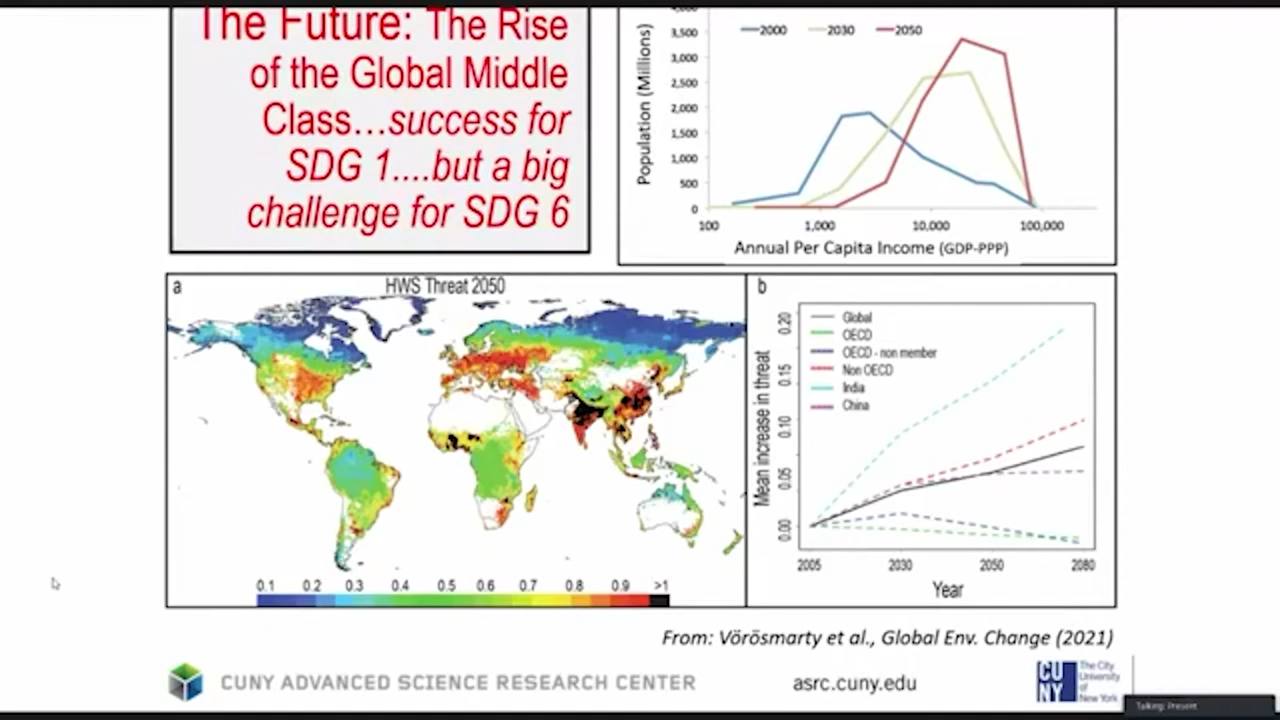 The Future: The Rise
of the Global Middle
Class…success for
SDG 1....but a big
challenge for SDG 6
Population (Millions)
2000
2030
2050
3,500
3,000
2,500
2,000
1,500
1,000
500
0
100
1,000
10,000
100,000
Annual Per Capita Income (GDP-PPP)
a
HWS Threat 2050
0.1 0.2 0.3 0.4 0.5 0.6 0.7 0.8 0.9 >1
b
Mean increase in threat
0.20
0.15
0.10
0.05
0.00
Global
OECD
OECD - non member
Non OECD
India
China
2005 2030 2050 2080
Year
From: Vörösmarty et al., Global Env. Change (2021)
CUNY ADVANCED SCIENCE RESEARCH CENTER
asrc.cuny.edu
CU
NY
The City
University
of
New York
Talking: Present